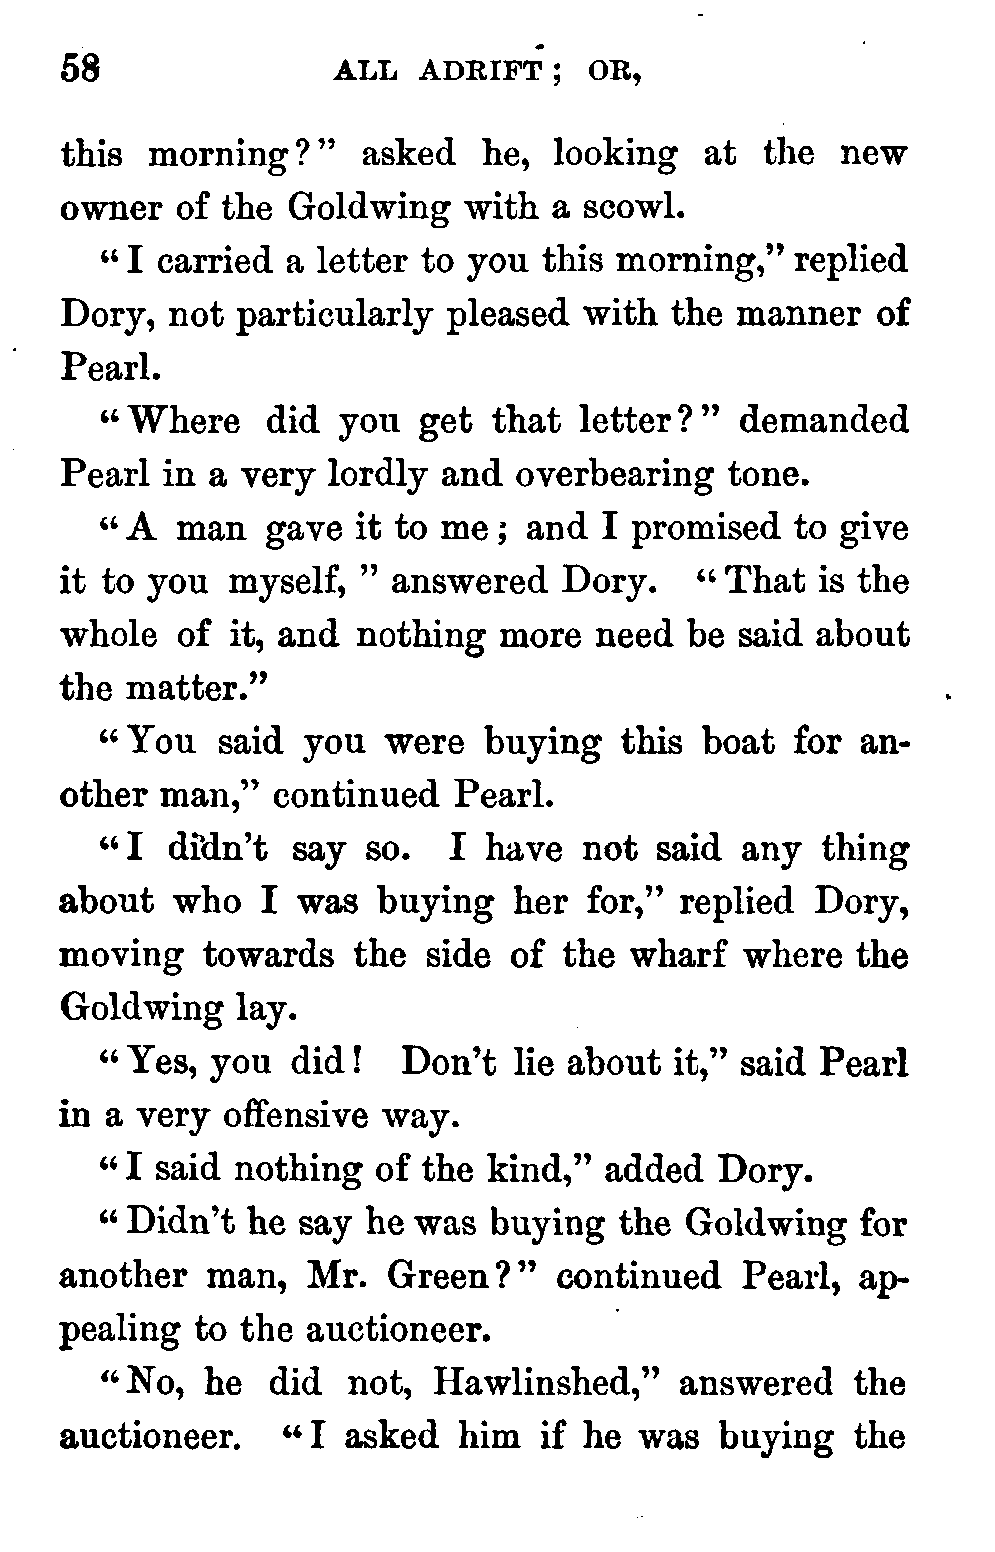 58 ALL ADRIFT; OR,
this morning?" asked he, looking at the new
owner of the Goldwing with a scowl.
"I carried a letter to you this morning," replied
Dory, not particularly pleased with the manner of
Pearl.
"Where did you get that letter?" demanded
Pearl in a very lordly and overbearing tone.
"A man gave it to me; and I promised to give
it to you myself," answered Dory. "That is the
whole of it, and nothing more need be said about
the matter."
"You said you were buying this boat for an-
other man," continued Pearl.
"I didn't say so. I have not said any thing
about who I was buying her for," replied Dory,
moving towards the side of the wharf where the
Goldwing lay.
"Yes, you did! Don't lie about it," said Pearl
in a very offensive way.
"I said nothing of the kind," added Dory.
"Didn't he say he was buying the Goldwing for
another man, Mr. Green?" continued Pearl, ap-
pealing to the auctioneer.
"No, he did not, Hawlinshed," answered the
auctioneer. "I asked him if he was buying the